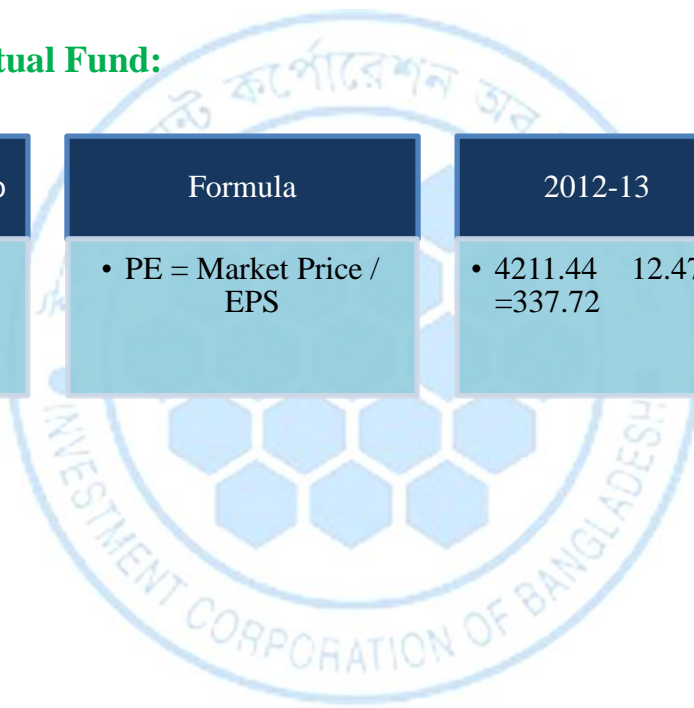 tual Fund:
Formula
2012-13
• PE = Market Price /
EPS
• 4211.44 12.47
=337.72
কর্পোরেশন অব
INVESTMENT CORPORATION OF BANGLADESH